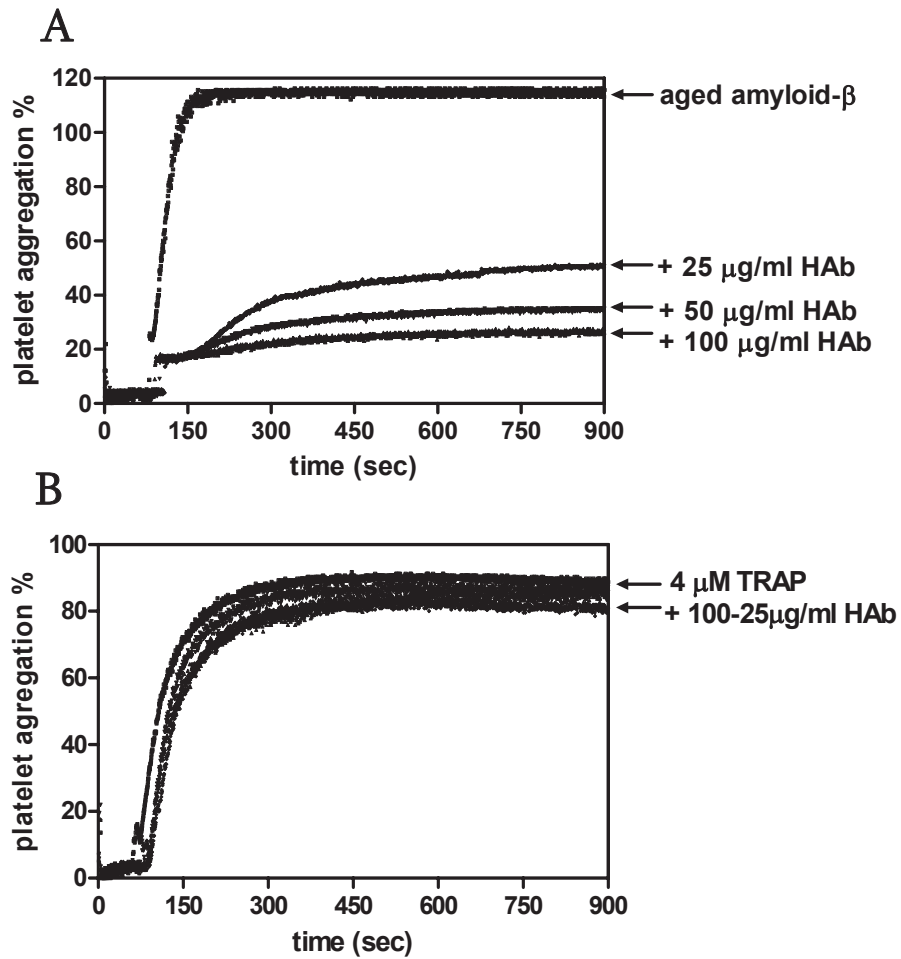 A
120
100
80
60
40
20
0
platelet aggregation %
0 150 300 450 600 750 900
time (sec)
aged amyloid-β
+ 25 µg/ml HAb
+ 50 µg/ml HAb
+ 100 µg/ml HAb
B
100
80
60
40
20
0
platelet agregation %
0 150 300 450 600 750 900
time (sec)
4 µM TRAP
+ 100-25µg/ml HAb